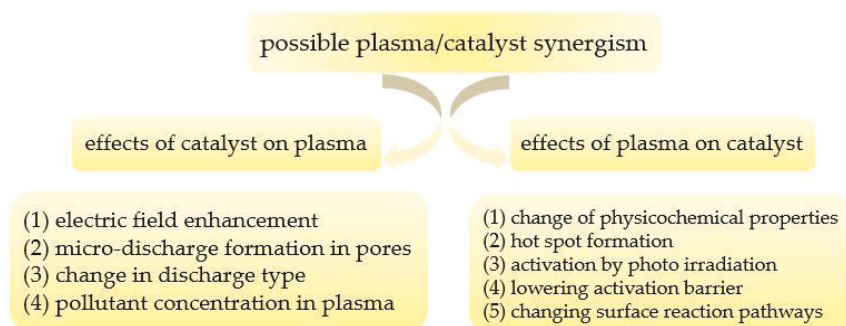 possible plasma/catalyst synergism
effects of catalyst on plasma
effects of plasma on catalyst
(1) electric field enhancement
(2) micro-discharge formation in pores
(3) change in discharge type
(4) pollutant concentration in plasma
(1) change of physicochemical properties
(2) hot spot formation
(3) activation by photo irradiation
(4) lowering activation barrier
(5) changing surface reaction pathways